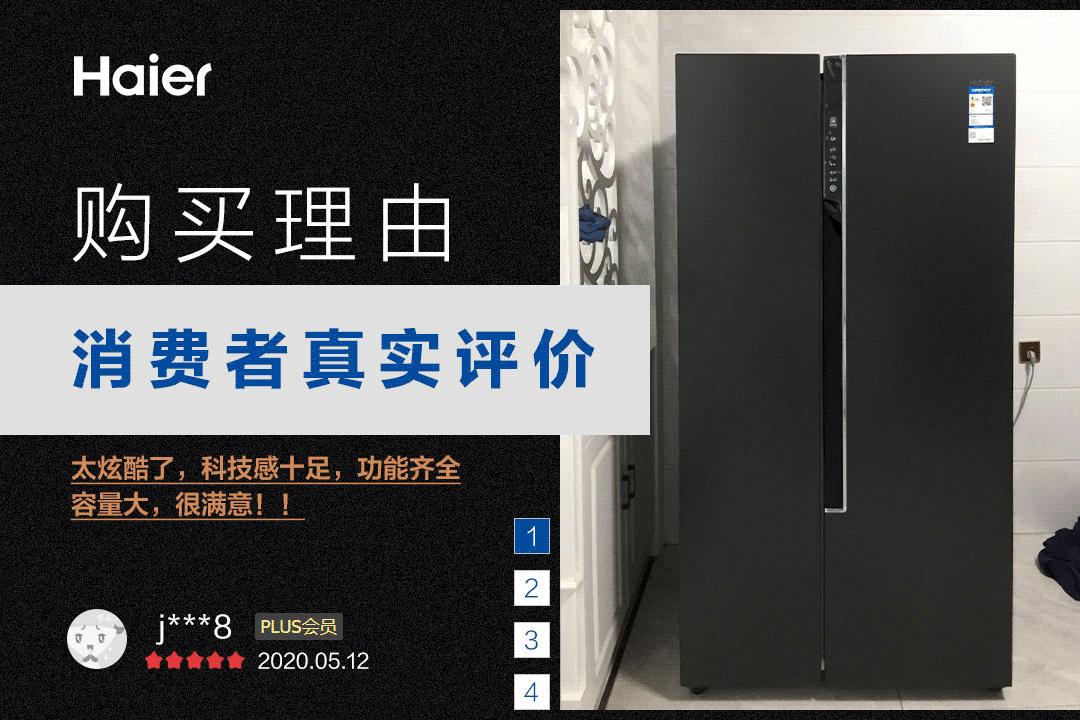 Haier
购买理由
消费者真实评价
太炫酷了，科技感十足，功能齐全
容量大，很满意！！
j***8 PLUS会员
2020.05.12
1
2
3
4